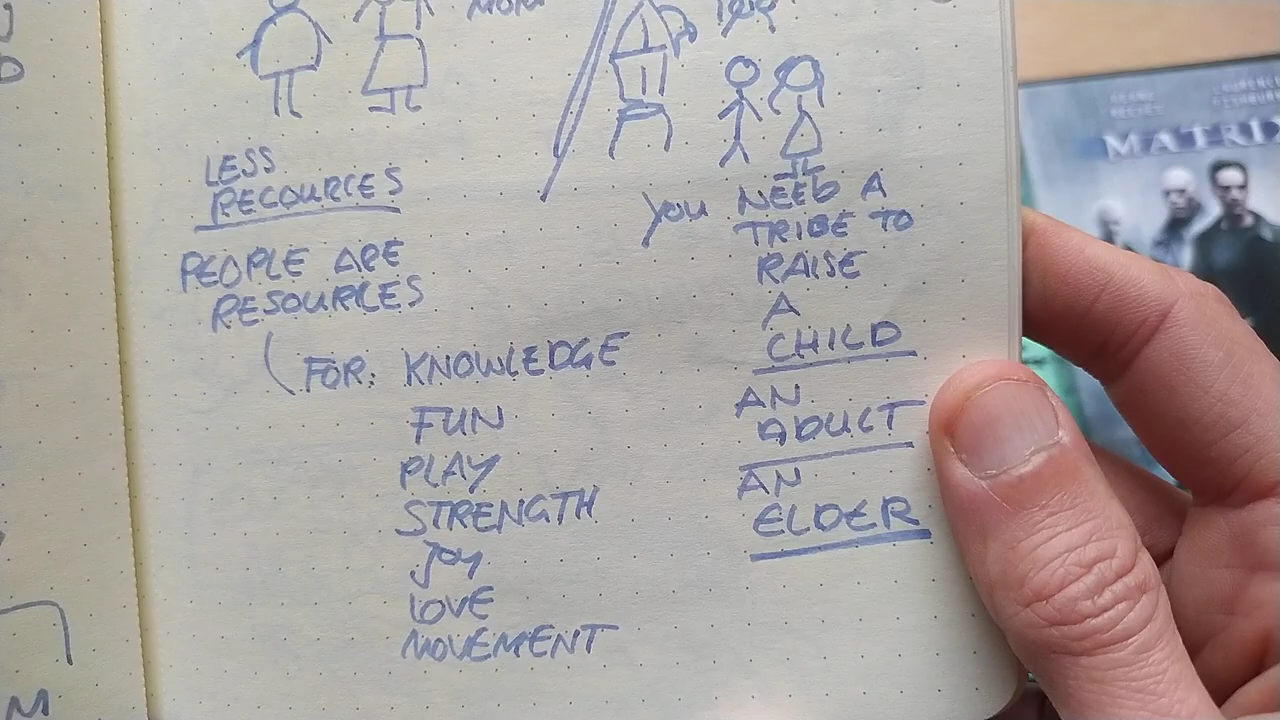 MOM
LESS
RECOURCES
PEOPLE ARE
RESOURCES
FOR: KNOWLEDGE
FUN
PLAY
STRENGTH
JOY
LOVE
MOVEMENT
you NEED A
TRIBE TO
RAISE
A
CHILD
AN
ADULT
AN
ELDER
M
MATRIX